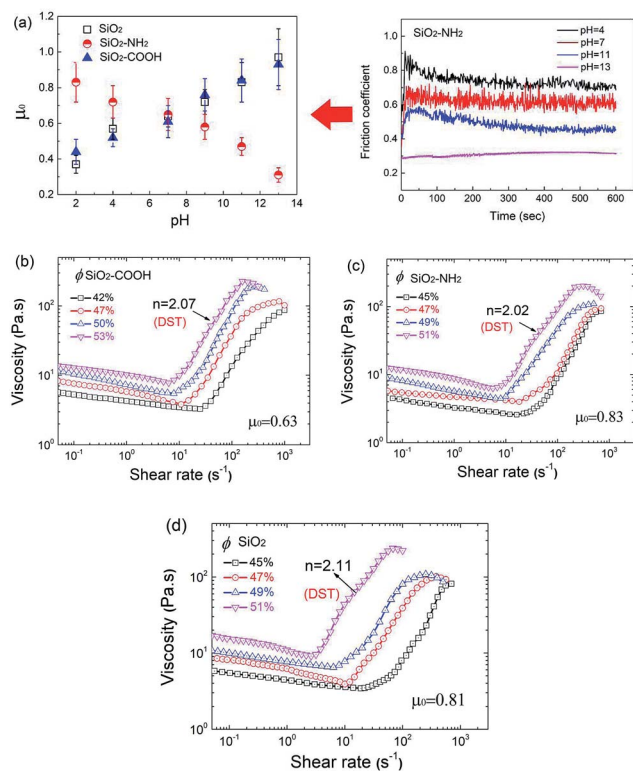 (a)
SiO2
SiO2-NH2
SiO2-COOH
1.2
1.0
0.8
0.6
0.4
0.2
μ0
0 2 4 6 8 10 12 14
pH
SiO2-NH2
pH=4
pH=7
pH=11
pH=13
1.0
0.8
0.6
0.4
0.2
0.0
Friction coefficient
0 100 200 300 400 500 600
Time (sec)
(b)
ϕ SiO2-COOH
42%
47%
50%
53%
n=2.07
(DST)
μ0=0.63
10^2
10^1
10^0
Viscosity (Pa.s)
10^-1 10^0 10^1 10^2 10^3
Shear rate (s^-1)
(c)
ϕ SiO2-NH2
45%
47%
49%
51%
n=2.02
(DST)
μ0=0.83
10^2
10^1
10^0
Viscosity (Pa.s)
10^-1 10^0 10^1 10^2 10^3
Shear rate (s^-1)
(d)
ϕ SiO2
45%
47%
49%
51%
n=2.11
(DST)
μ0=0.81
10^2
10^1
10^0
Viscosity (Pa.s)
10^-1 10^0 10^1 10^2 10^3
Shear rate (s^-1)